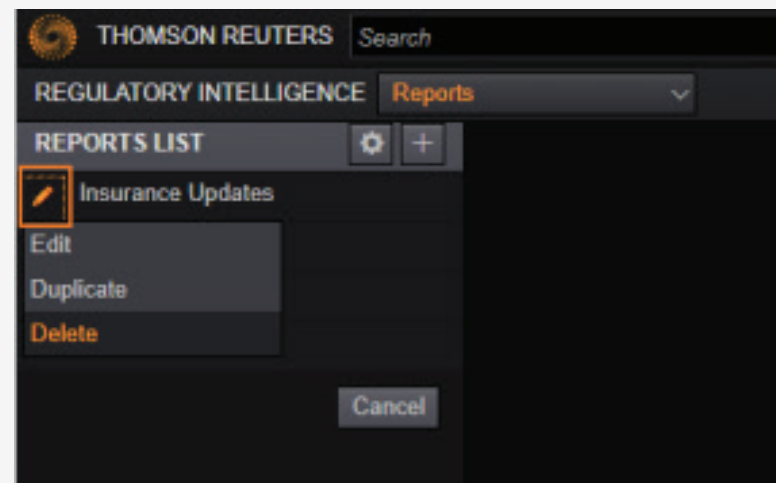 THOMSON REUTERS Search
REGULATORY INTELLIGENCE Reports
REPORTS LIST
Insurance Updates
Edit
Duplicate
Delete
Cancel